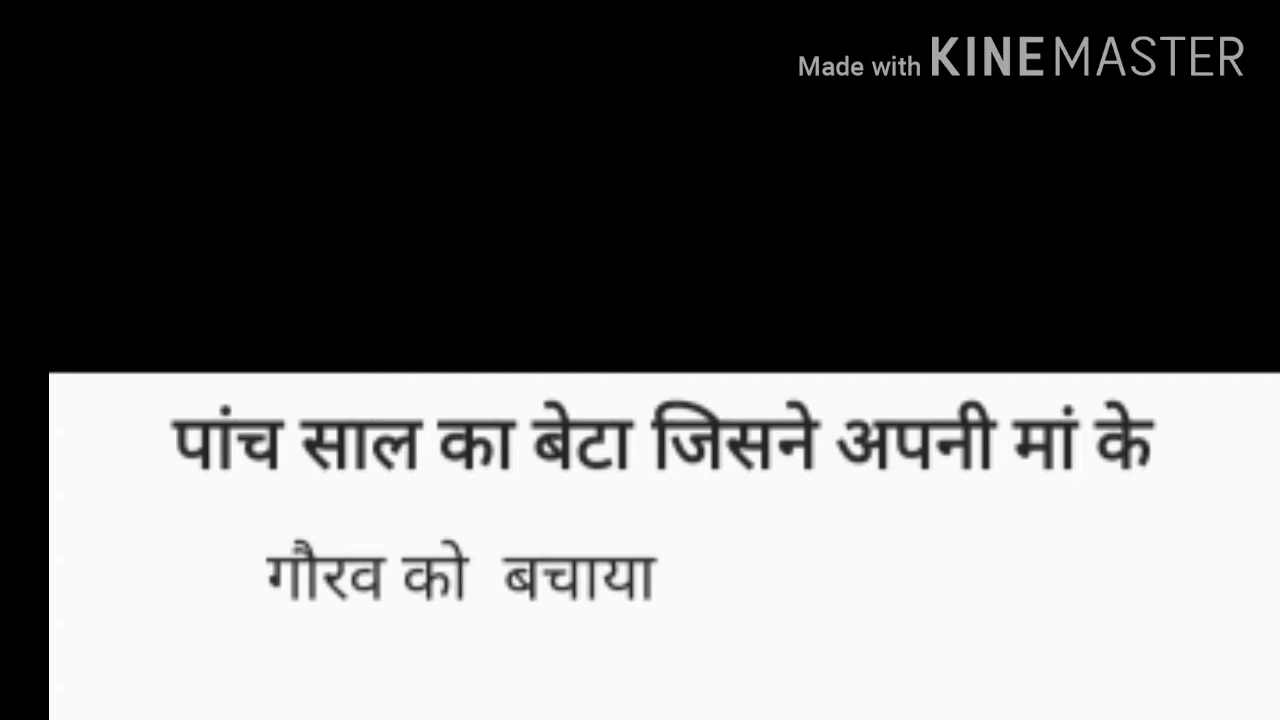 Made with KINEMASTER
पांच साल का बेटा जिसने अपनी मां के
गौरव को बचाया